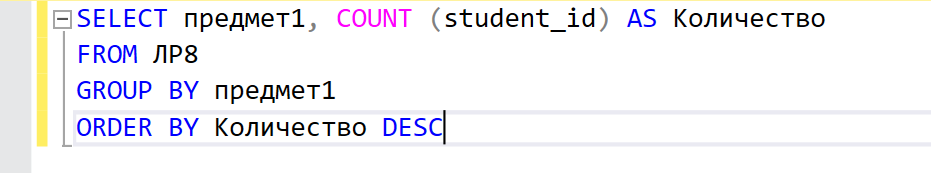 SELECT предмет1, COUNT (student_id) AS Количество
FROM ЛР8
GROUP BY предмет1
ORDER BY Количество DESC